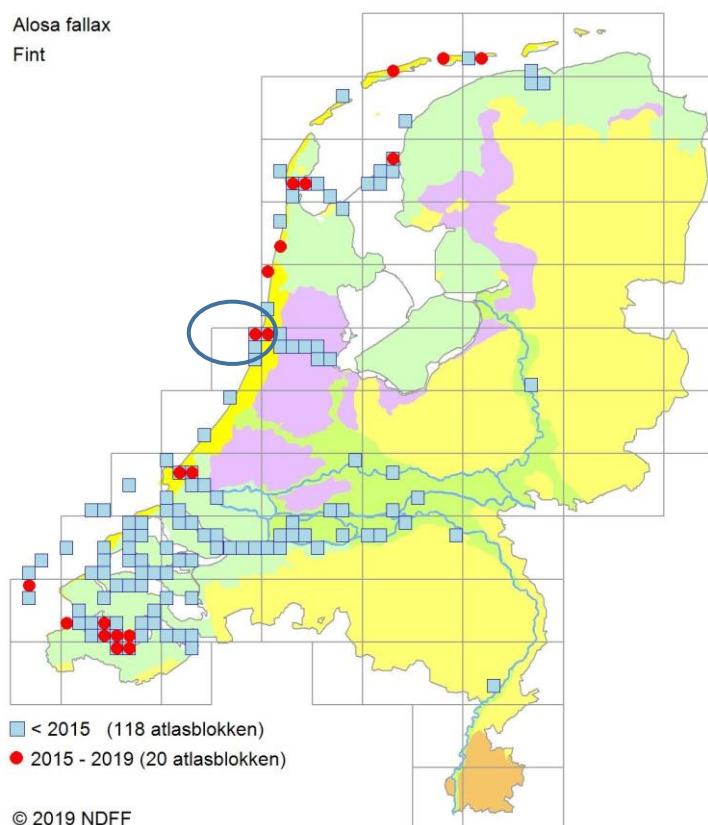 Alosa fallax
Fint
< 2015 (118 atlasblokken)
2015 - 2019 (20 atlasblokken)
© 2019 NDFF